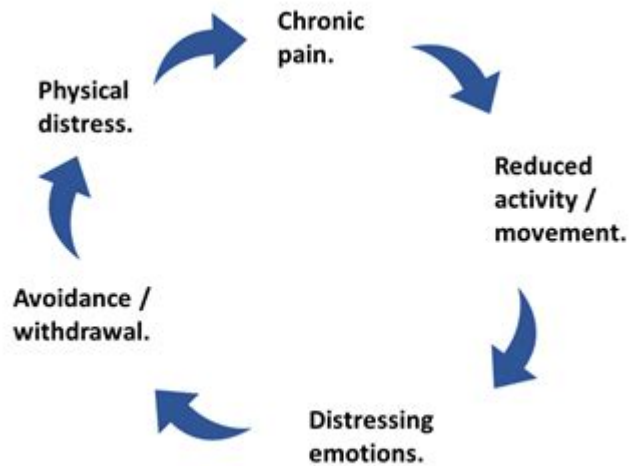 Chronic
pain.
Reduced
activity /
movement.
Distressing
emotions.
Avoidance /
withdrawal.
Physical
distress.